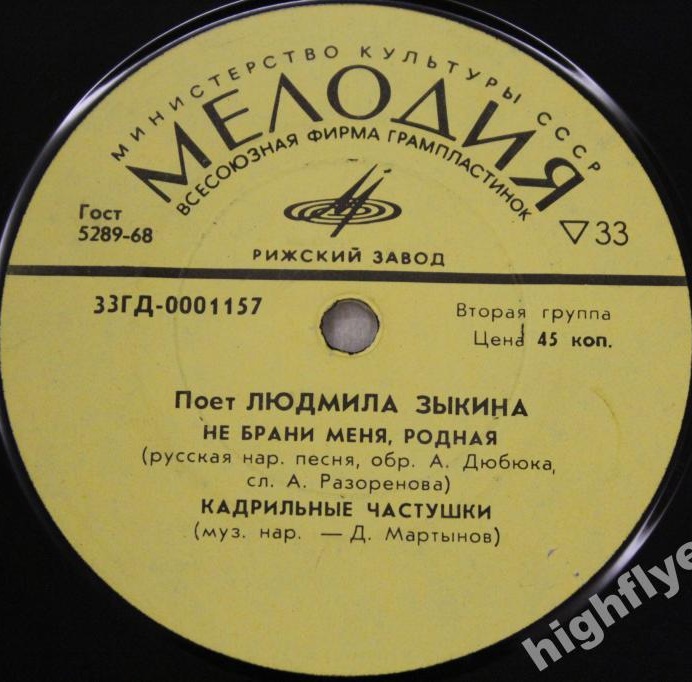 МИНИСТЕРСТВО КУЛЬТУРЫ СССР
МЕЛОДИЯ
ВСЕСОЮЗНАЯ ФИРМА ГРАМПЛАСТИНОК
Гост
5289-68
▽33
РИЖСКИЙ ЗАВОД
33ГД-0001157
Вторая группа
Цена 45 коп.
Поет ЛЮДМИЛА ЗЫКИНА
НЕ БРАНИ МЕНЯ, РОДНАЯ
(русская нар. песня, обр. А. Дюбюка,
сл. А. Разоренова)
КАДРИЛЬНЫЕ ЧАСТУШКИ
(муз. нар. — Д. Мартынов)
highflye